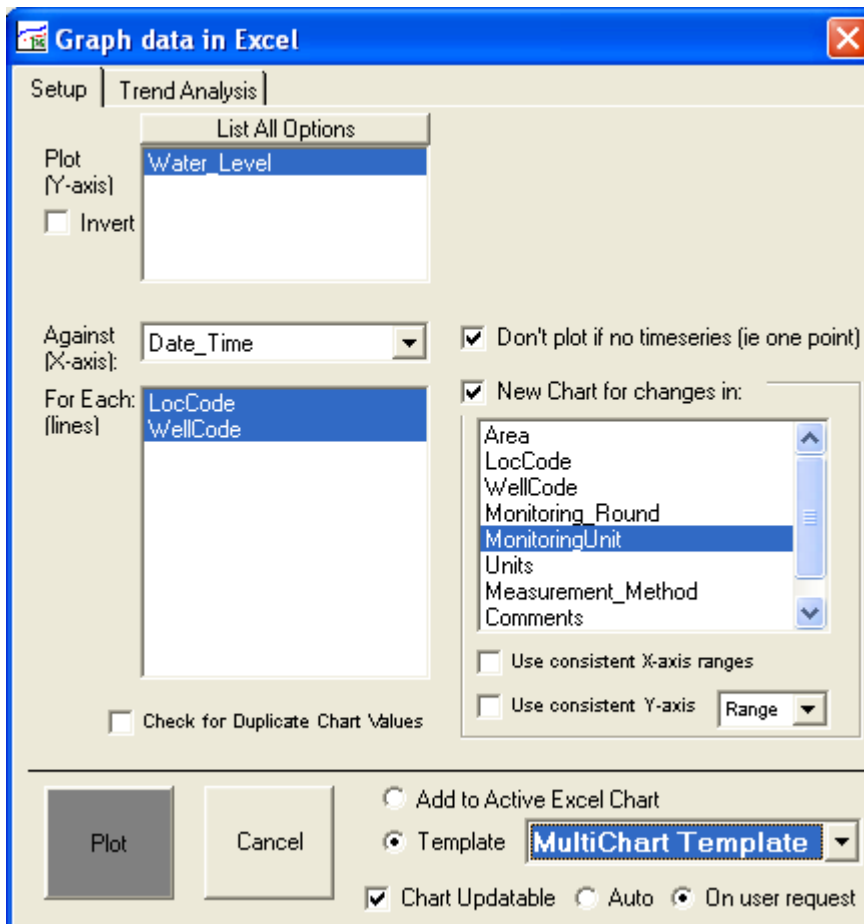 Graph data in Excel
Setup
Trend Analysis
List All Options
Plot
(Y-axis)
Water_Level
Invert
Against
(X-axis):
Date_Time
Don't plot if no timeseries (ie one point)
For Each:
(lines)
LocCode
WellCode
New Chart for changes in:
Area
LocCode
WellCode
Monitoring_Round
MonitoringUnit
Units
Measurement_Method
Comments
Use consistent X-axis ranges
Use consistent Y-axis
Range
Check for Duplicate Chart Values
Plot
Cancel
Add to Active Excel Chart
Template
MultiChart Template
Chart Updatable
Auto
On user request